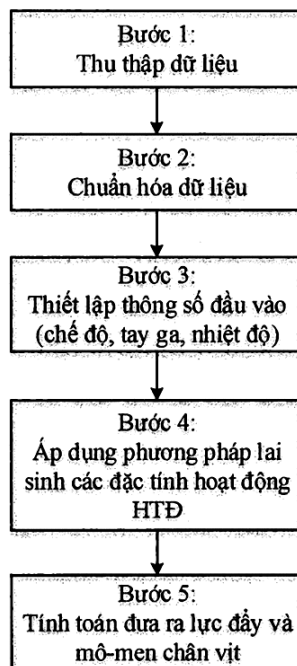 Bước 1:
Thu thập dữ liệu
Bước 2:
Chuẩn hóa dữ liệu
Bước 3:
Thiết lập thông số đầu vào
(chế độ, tay ga, nhiệt độ)
Bước 4:
Áp dụng phương pháp lai
sinh các đặc tính hoạt động
HTĐ
Bước 5:
Tính toán đưa ra lực đẩy và
mô-men chân vịt